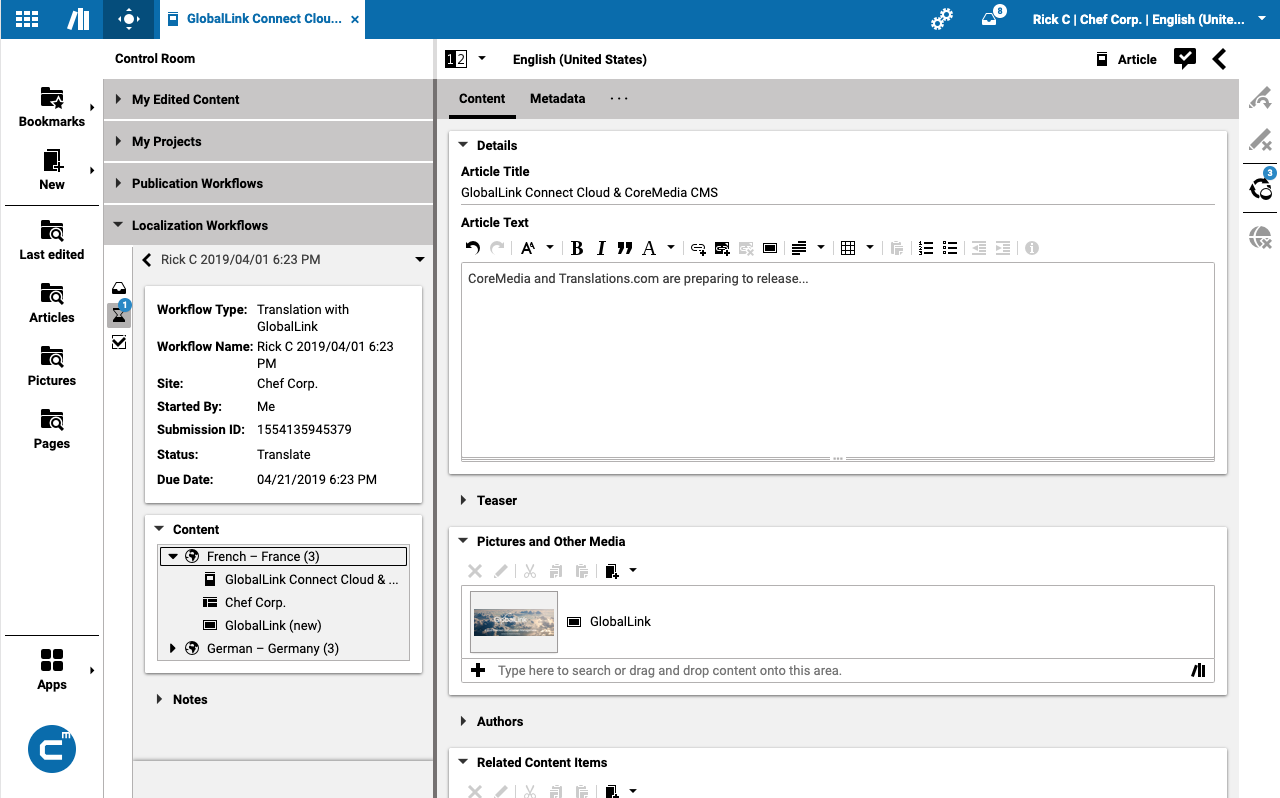 GlobalLink Connect Clou...
8
Rick C | Chef Corp. | English (Unite...
Control Room
Bookmarks
New
Last edited
Articles
Pictures
Pages
Apps
m
My Edited Content
My Projects
Publication Workflows
Localization Workflows
Rick C 2019/04/01 6:23 PM
1
Workflow Type: Translation with
GlobalLink
Workflow Name: Rick C 2019/04/01 6:23
PM
Site: Chef Corp.
Started By: Me
Submission ID: 1554135945379
Status: Translate
Due Date: 04/21/2019 6:23 PM
Content
French – France (3)
GlobalLink Connect Cloud & ...
Chef Corp.
GlobalLink (new)
German – Germany (3)
Notes
12
English (United States)
Article
Content Metadata ...
3
Details
Article Title
GlobalLink Connect Cloud & CoreMedia CMS
Article Text
CoreMedia and Translations.com are preparing to release...
Teaser
Pictures and Other Media
GlobalLink
GlobalLink
Type here to search or drag and drop content onto this area.
Authors
Related Content Items